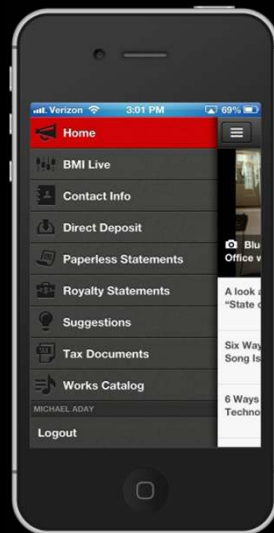 Verizon 3:01 PM 69%
Home
BMI Live
Contact Info
Direct Deposit
Paperless Statements
Royalty Statements
Suggestions
Tax Documents
Works Catalog
MICHAEL ADAY
Logout
Blu
Office w
A look a
"State o
Six Way
Song Is
6 Ways
Techno